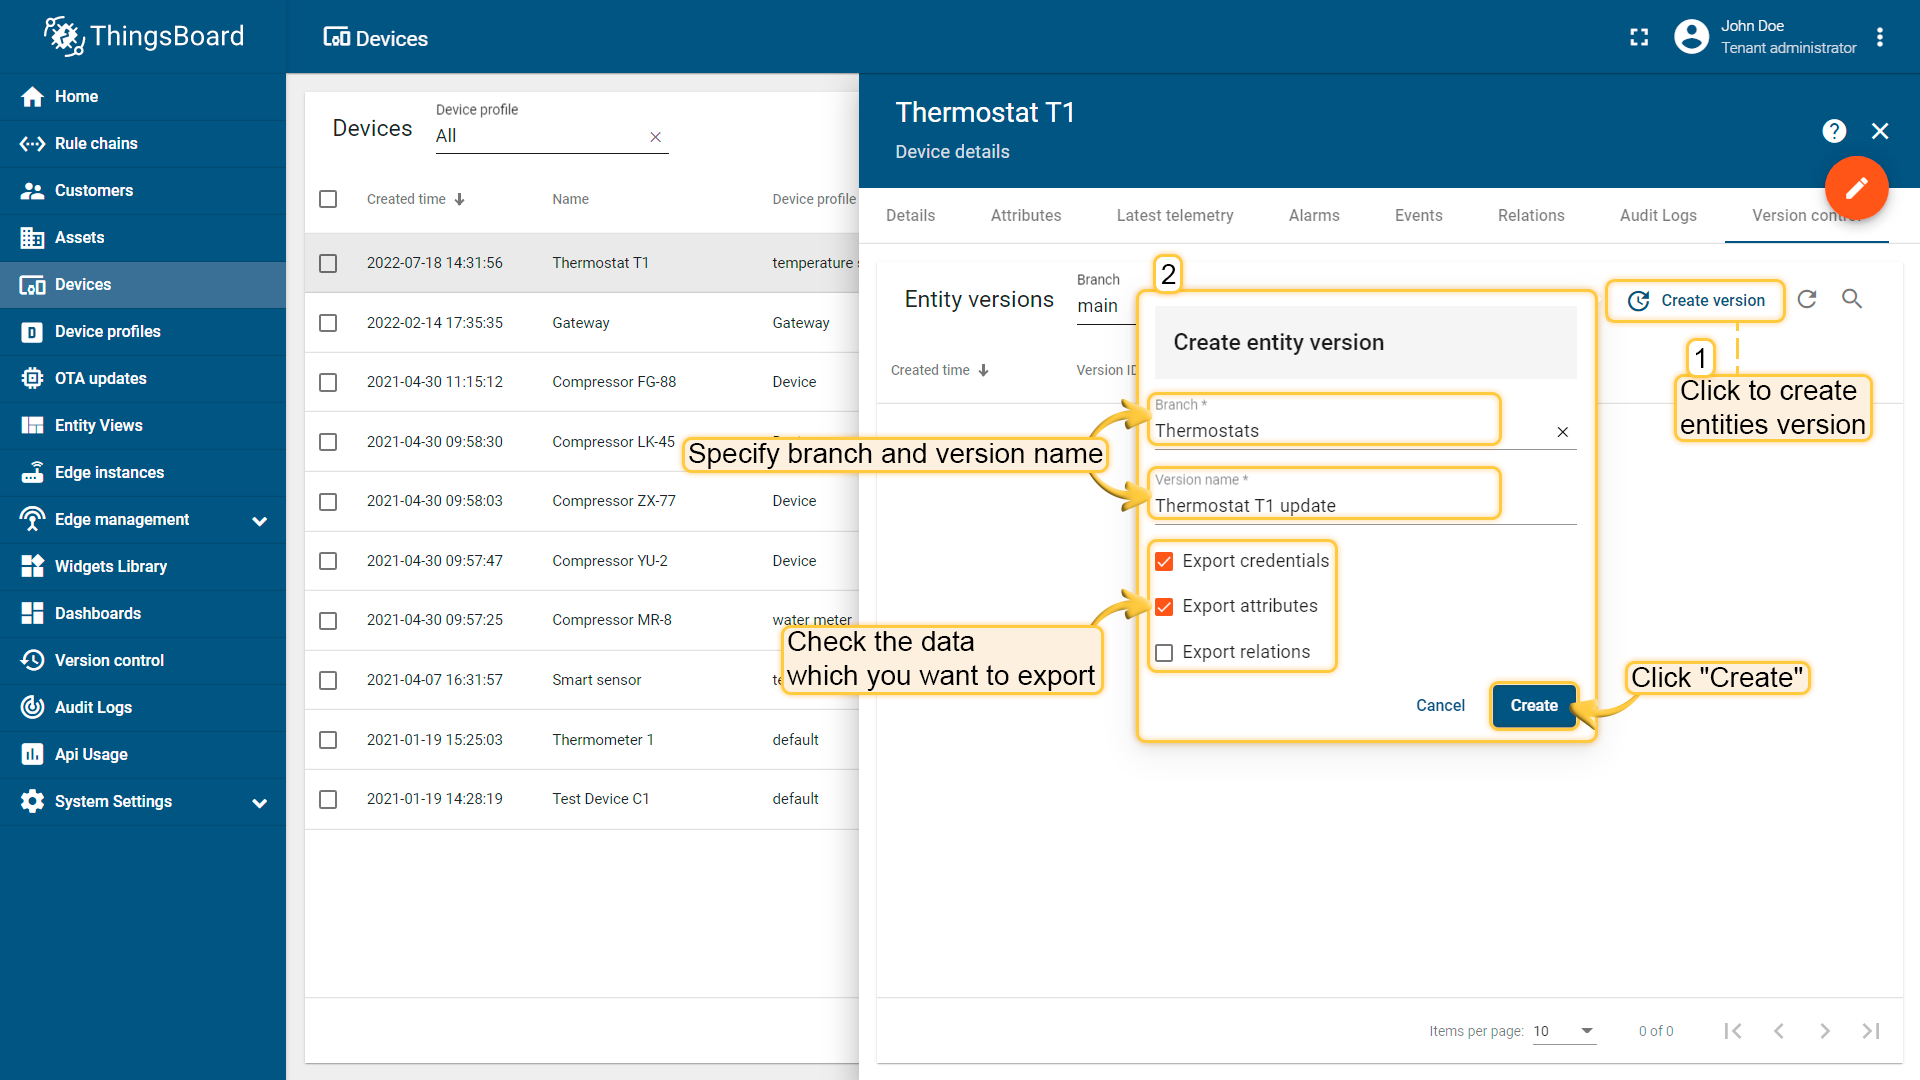 ThingsBoard
Devices
John Doe
Tenant administrator
Home
Rule chains
Customers
Assets
Devices
Device profiles
OTA updates
Entity Views
Edge instances
Edge management
Widgets Library
Dashboards
Version control
Audit Logs
Api Usage
System Settings
Devices
Device profile
All
Created time
Name
Device profile
2022-07-18 14:31:56
Thermostat T1
temperature
2022-02-14 17:35:35
Gateway
Gateway
2021-04-30 11:15:12
Compressor FG-88
Device
2021-04-30 09:58:30
Compressor LK-45
2021-04-30 09:58:03
Compressor ZX-77
Device
2021-04-30 09:57:47
Compressor YU-2
Device
2021-04-30 09:57:25
Compressor MR-8
water meter
2021-04-07 16:31:57
Smart sensor
2021-01-19 15:25:03
Thermometer 1
default
2021-01-19 14:28:19
Test Device C1
default
Thermostat T1
Device details
Details
Attributes
Latest telemetry
Alarms
Events
Relations
Audit Logs
Version
Entity versions
Branch
main
Create version
Created time
Version ID
1
Click to create
entities version
2
Create entity version
Branch *
Thermostats
Version name *
Thermostat T1 update
Specify branch and version name
Export credentials
Export attributes
Export relations
Check the data
which you want to export
Cancel
Create
Click "Create"
Items per page:
10
0 of 0